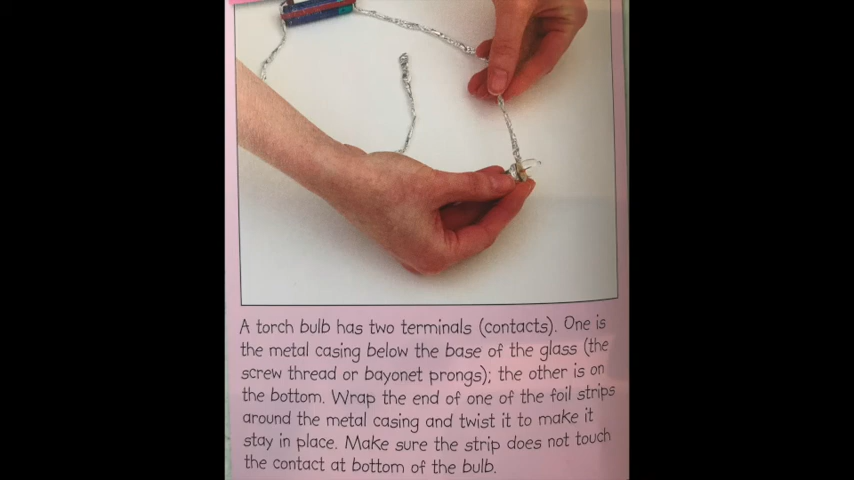 A torch bulb has two terminals (contacts). One is
the metal casing below the base of the glass (the
screw thread or bayonet prongs); the other is on
the bottom. Wrap the end of one of the foil strips
around the metal casing and twist it to make it
stay in place. Make sure the strip does not touch
the contact at bottom of the bulb.